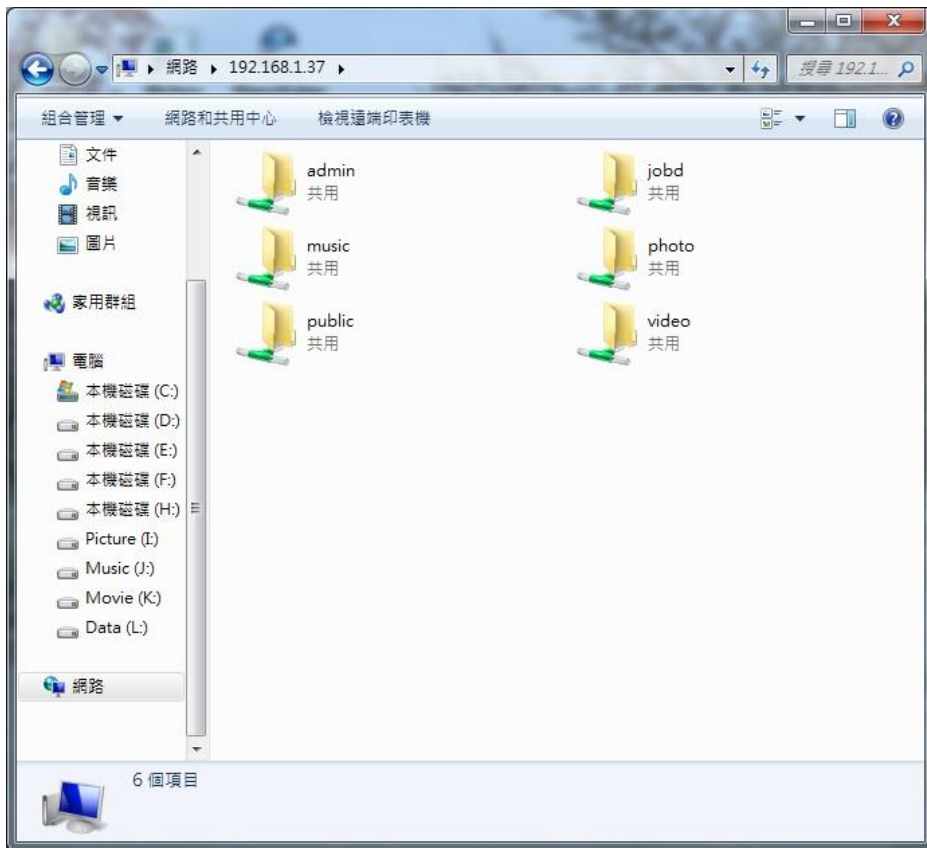 網路 192.168.1.37
搜尋 192.1...
組合管理 網路和共用中心 檢視遠端印表機
文件
音樂
視訊
圖片
家用群組
電腦
本機磁碟 (C:)
本機磁碟 (D:)
本機磁碟 (E:)
本機磁碟 (F:)
本機磁碟 (H:)
Picture (I:)
Music (J:)
Movie (K:)
Data (L:)
網路
admin
共用
jobd
共用
music
共用
photo
共用
public
共用
video
共用
6 個項目